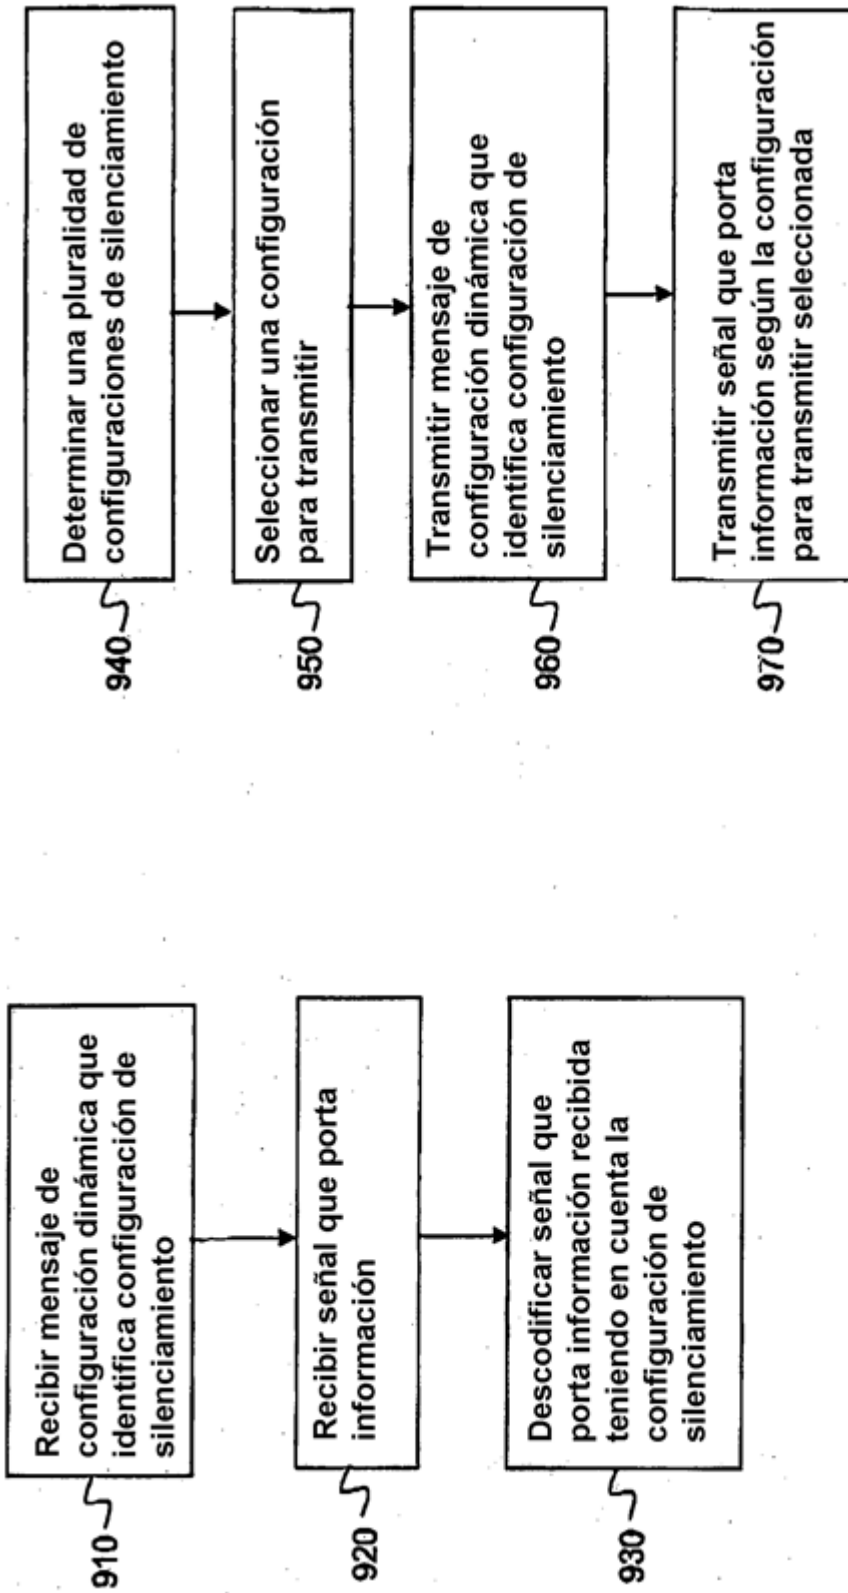 910
Recibir mensaje de
configuración dinámica que
identifica configuración de
silenciamiento
920
Recibir señal que porta
información
930
Descodificar señal que
porta información recibida
teniendo en cuenta la
configuración de
silenciamiento
940
Determinar una pluralidad de
configuraciones de silenciamiento
950
Seleccionar una configuración
para transmitir
960
Transmitir mensaje de
configuración dinámica que
identifica configuración de
silenciamiento
970
Transmitir señal que porta
información según la configuración
para transmitir seleccionada